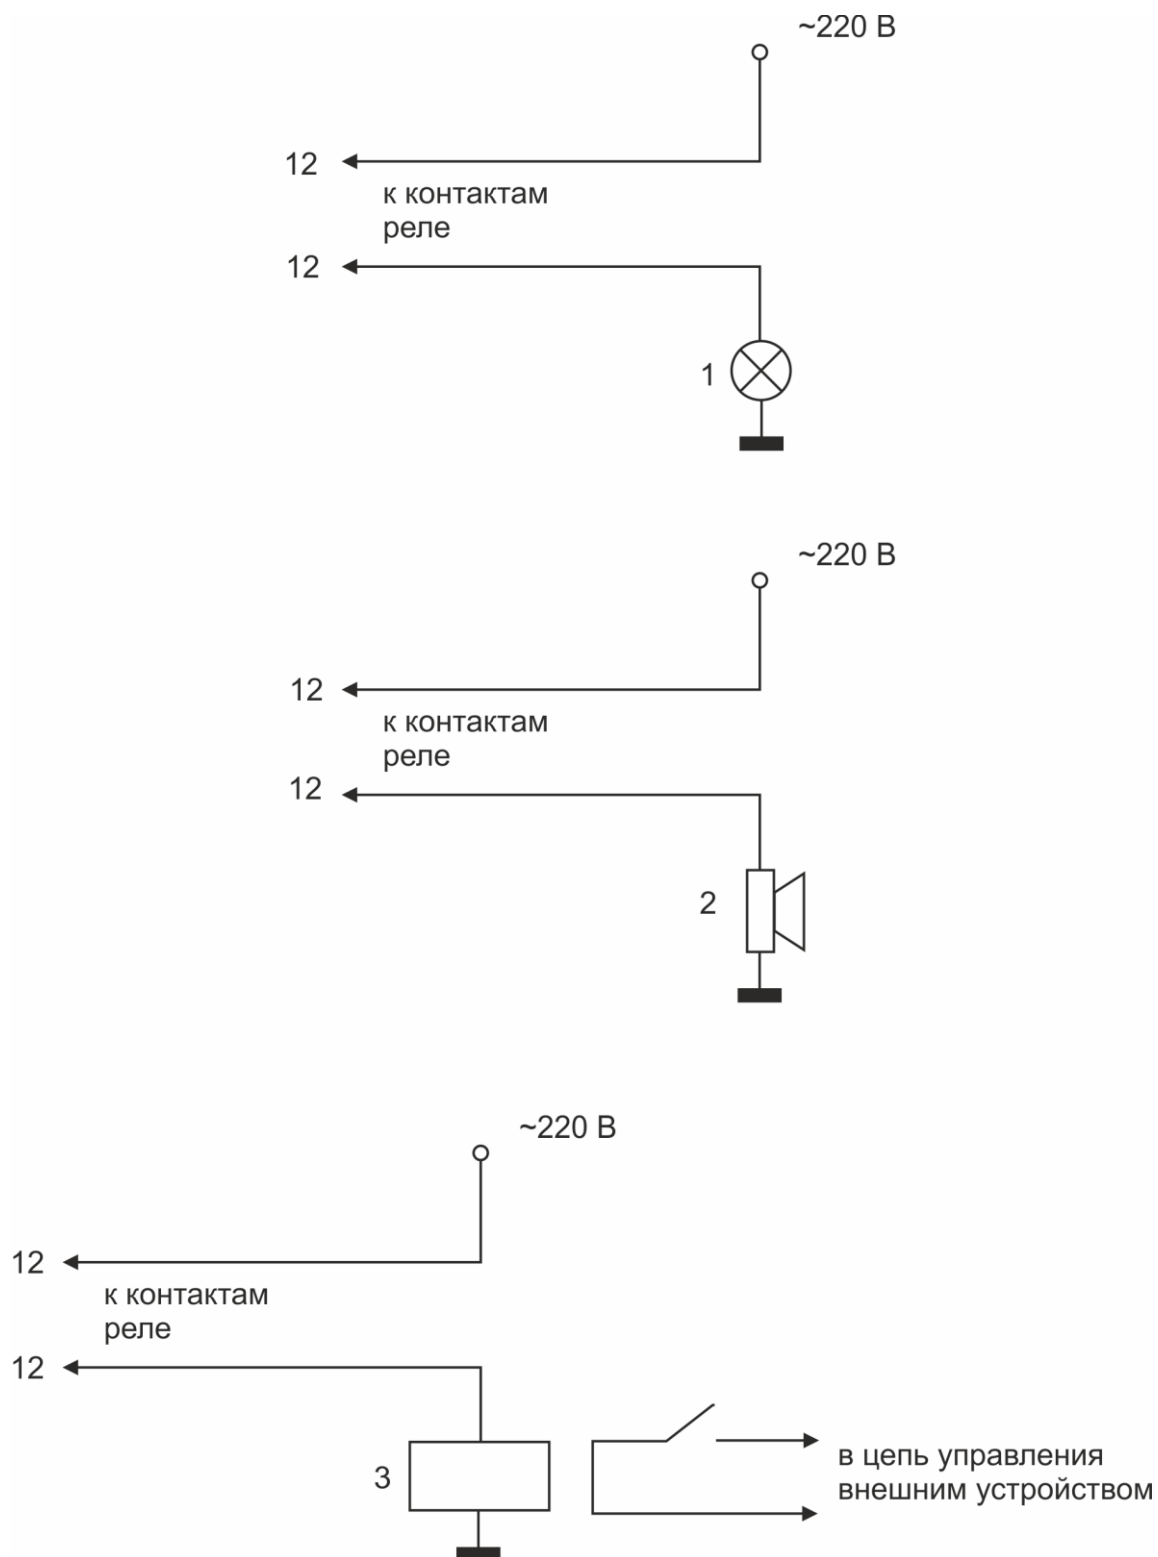 ~220 В
12
к контактам
реле
12
1
~220 В
12
к контактам
реле
12
2
~220 В
12
к контактам
реле
12
3
в цепь управления
внешним устройством